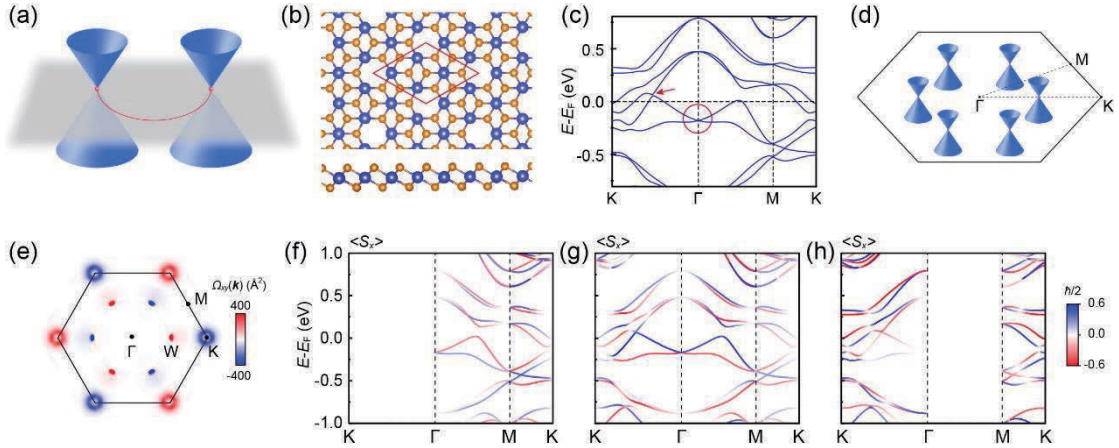 (a)
(b)
(c)
0.5
0.0
-0.5
E-E_F (eV)
K
Γ
M
K
(d)
M
Γ
K
(e)
Ω_xy(k) (Å²)
400
-400
M
Γ
W
K
(f)
<S_x>
1.0
0.5
0.0
-0.5
-1.0
E-E_F (eV)
K
Γ
M
K
(g)
<S_x>
K
Γ
M
K
(h)
<S_x>
K
Γ
M
K
ℏ/2
0.6
0.0
-0.6